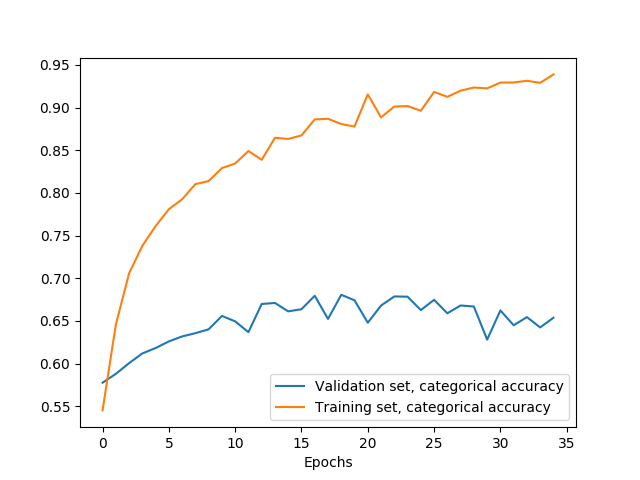 0.95
0.90
0.85
0.80
0.75
0.70
0.65
0.60
0.55
Validation set, categorical accuracy
Training set, categorical accuracy
0 5 10 15 20 25 30 35
Epochs